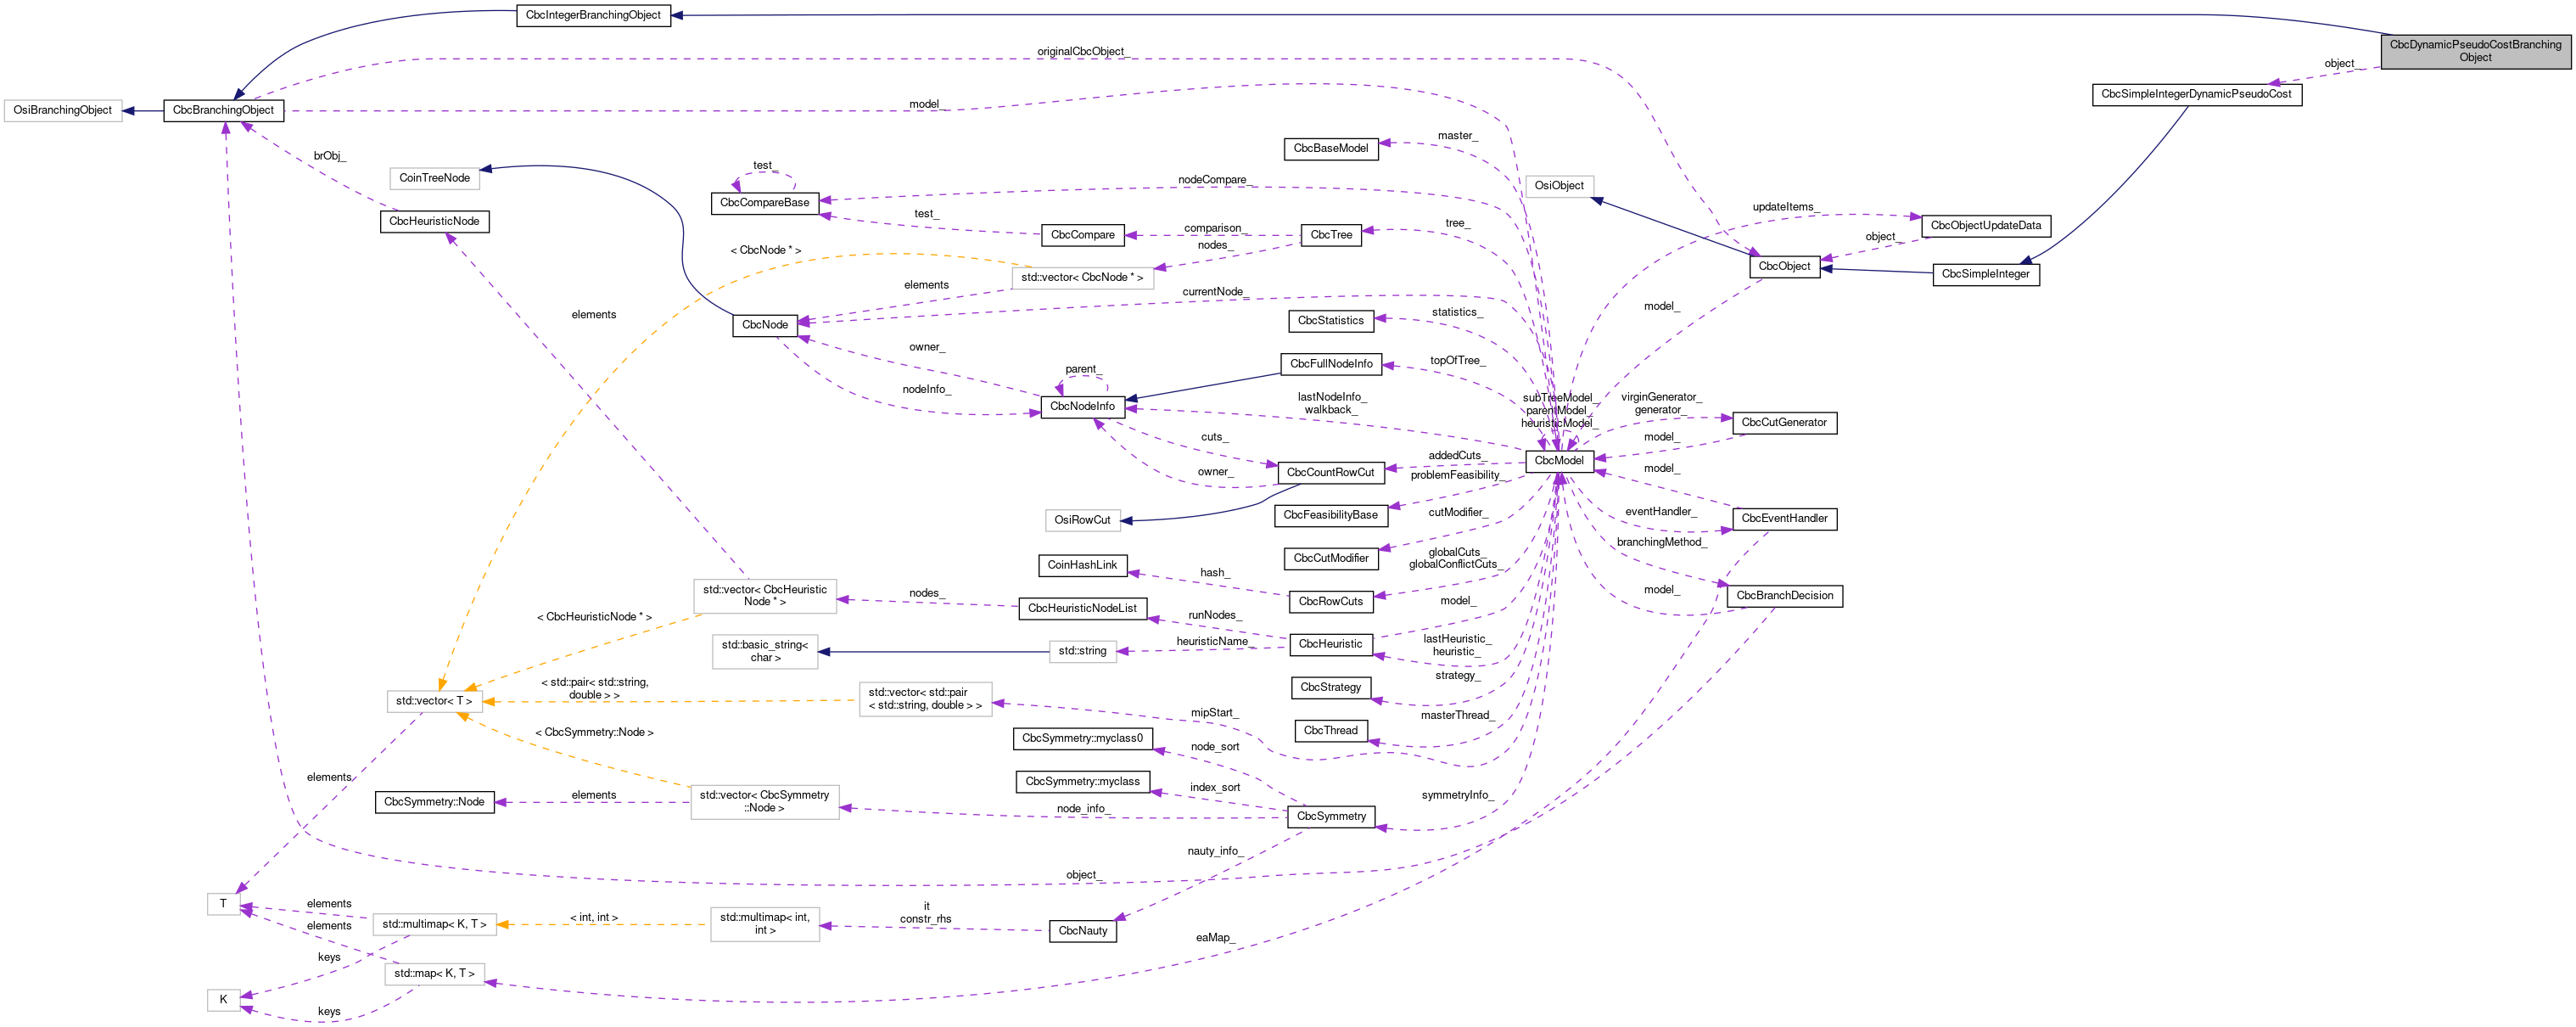 CbcIntegerBranchingObject
CbcDynamicPseudoCostBranching
Object
originalCbcObject_
object_
CbcSimpleIntegerDynamicPseudoCost
OsiBranchingObject
CbcBranchingObject
model_
master_
CbcBaseModel
brObj_
test_
CoinTreeNode
nodeCompare_
OsiObject
CbcCompareBase
updateItems_
CbcHeuristicNode
test_
CbcCompare
comparison_
CbcTree
tree_
CbcObjectUpdateData
nodes_
object_
< CbcNode * >
std::vector< CbcNode * >
CbcObject
CbcSimpleInteger
elements
currentNode_
elements
CbcNode
CbcStatistics
statistics_
model_
owner_
parent_
CbcFullNodeInfo
topOfTree_
nodeInfo_
CbcNodeInfo
lastNodeInfo_
walkback_
subTreeModel_
parentModel_
heuristicModel_
virginGenerator_
generator_
CbcCutGenerator
cuts_
model_
addedCuts_
CbcModel
owner_
CbcCountRowCut
problemFeasibility_
model_
OsiRowCut
CbcFeasibilityBase
cutModifier_
eventHandler_
CbcEventHandler
CoinHashLink
CbcCutModifier
branchingMethod_
hash_
globalCuts_
globalConflictCuts_
std::vector< CbcHeuristic
Node * >
nodes_
CbcHeuristicNodeList
CbcRowCuts
model_
model_
CbcBranchDecision
< CbcHeuristicNode * >
runNodes_
std::basic_string<
char >
std::string
heuristicName_
CbcHeuristic
lastHeuristic_
heuristic_
< std::pair< std::string,
double > >
std::vector< std::pair
< std::string, double > >
CbcStrategy
strategy_
std::vector< T >
mipStart_
CbcThread
masterThread_
< CbcSymmetry::Node >
CbcSymmetry::myclass0
node_sort
elements
CbcSymmetry::myclass
index_sort
CbcSymmetry::Node
elements
std::vector< CbcSymmetry
::Node >
node_info_
CbcSymmetry
symmetryInfo_
nauty_info_
object_
T
elements
elements
std::multimap< K, T >
< int, int >
std::multimap< int,
int >
it
constr_rhs
CbcNauty
eaMap_
keys
std::map< K, T >
K
keys